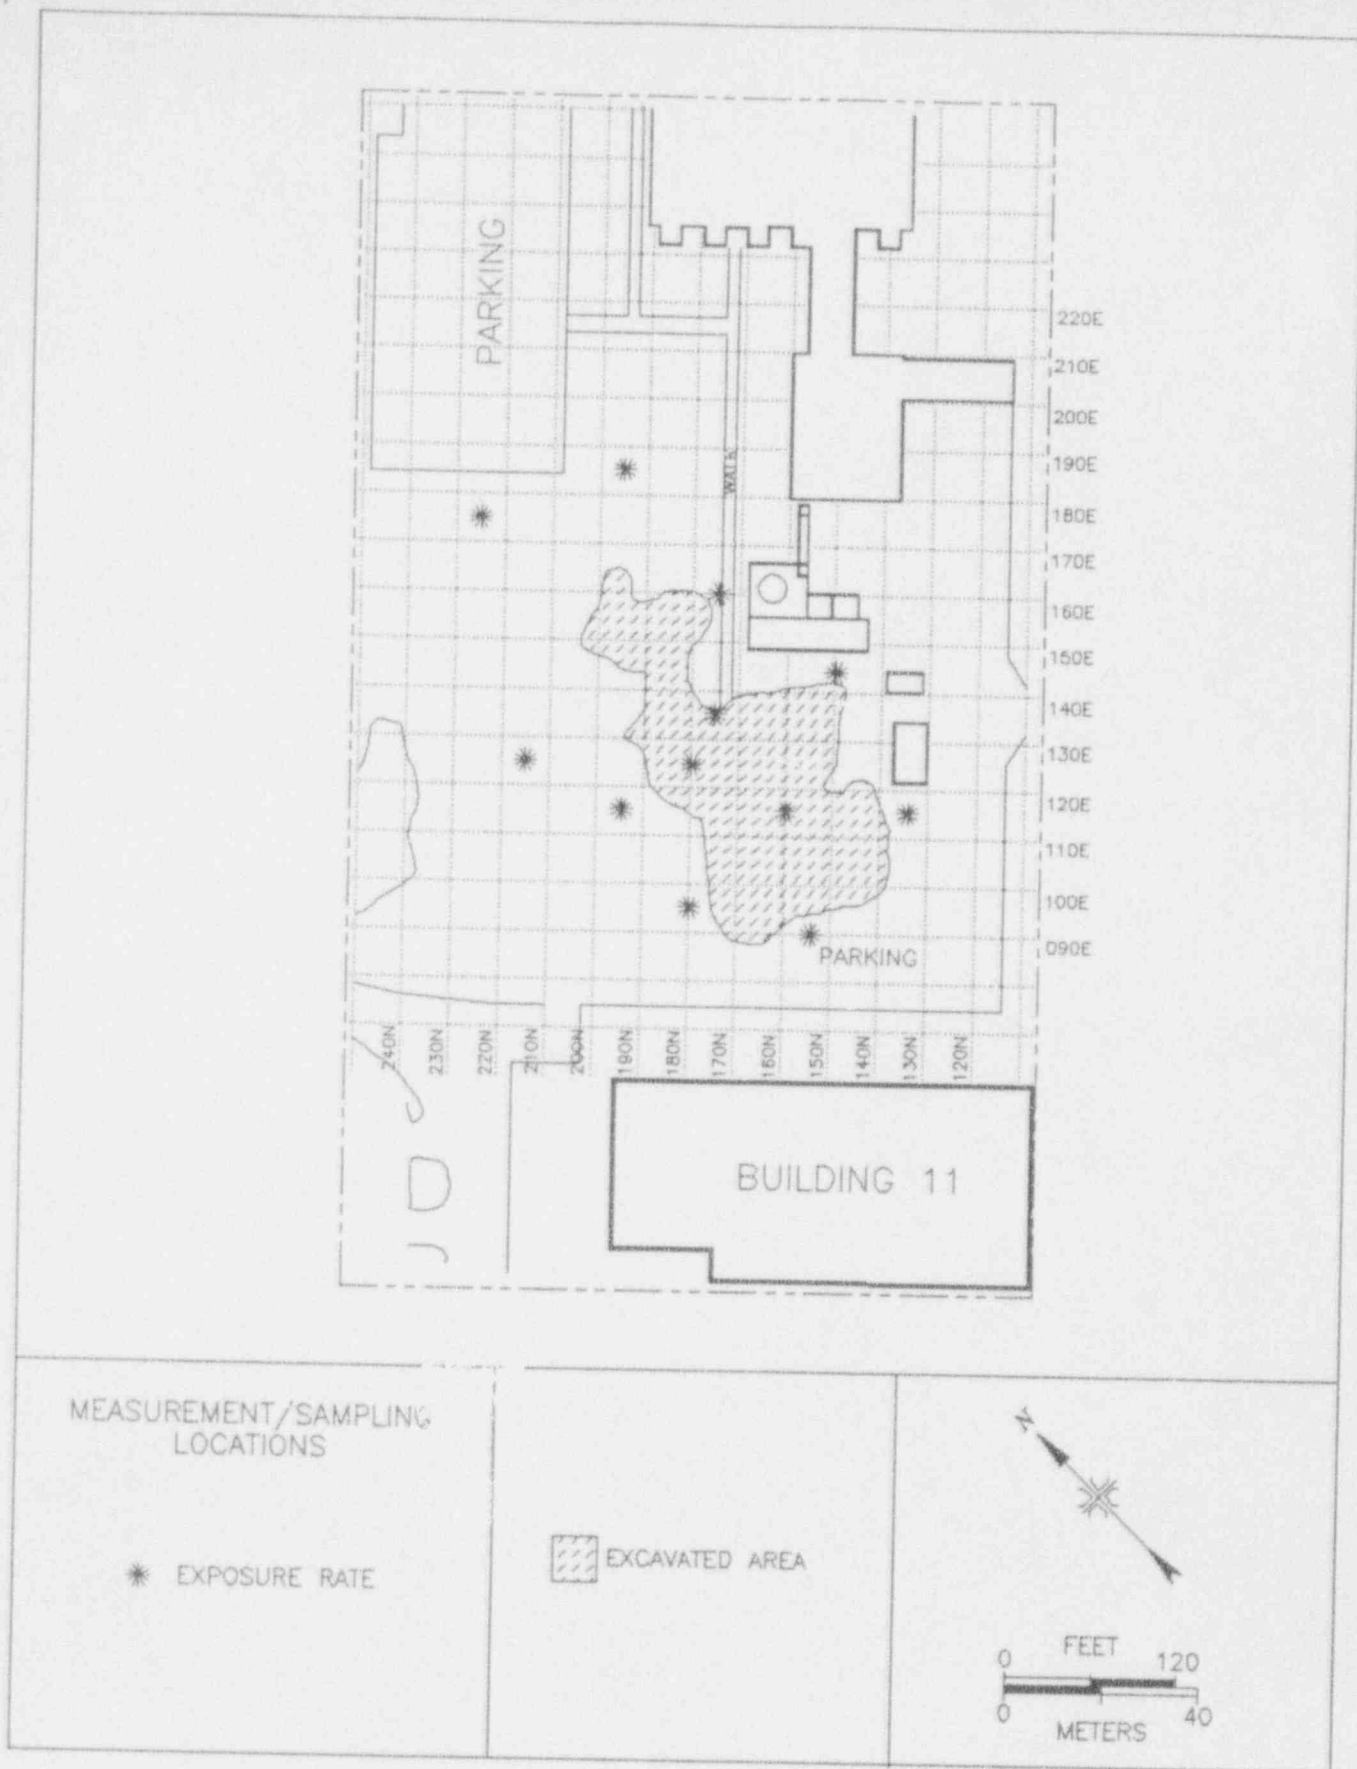 PARKING
WALK
220E
210E
200E
190E
180E
170E
160E
150E
140E
130E
120E
110E
100E
090E
PARKING
240N
230N
220N
210N
200N
190N
180N
170N
160N
150N
140N
130N
120N
BUILDING 11
MEASUREMENT/SAMPLING
LOCATIONS
EXPOSURE RATE
EXCAVATED AREA
N
FEET
0 120
0 40
METERS